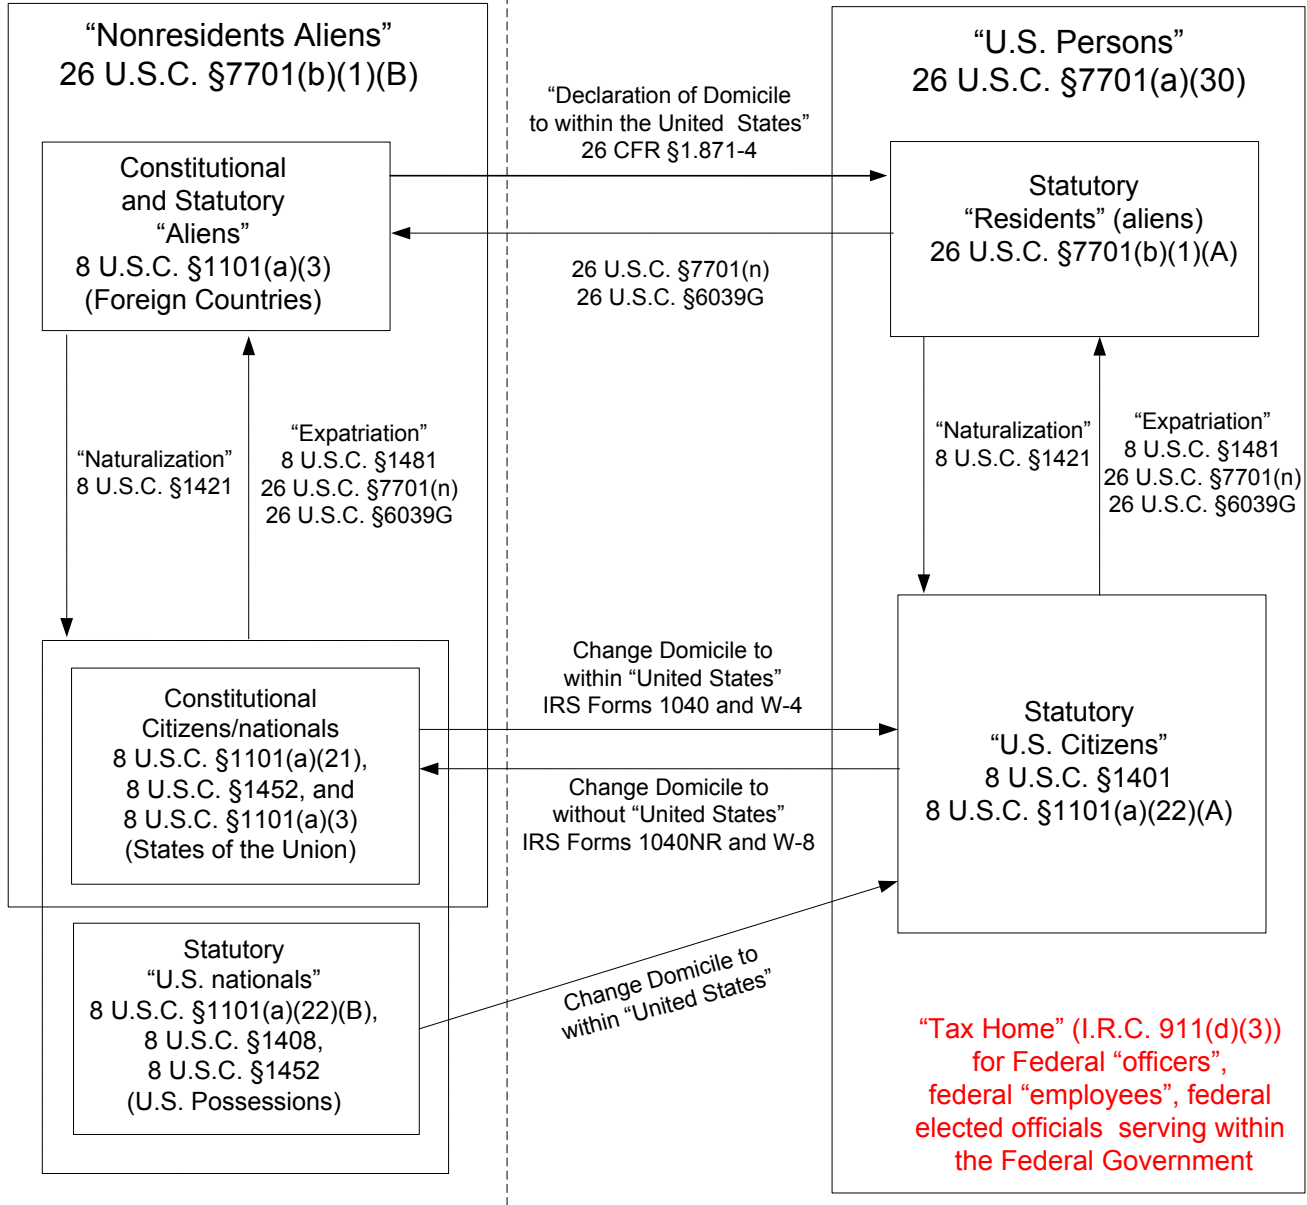 “Nonresidents Aliens”
26 U.S.C. §7701(b)(1)(B)
“U.S. Persons”
26 U.S.C. §7701(a)(30)
“Declaration of Domicile
to within the United  States”
26 CFR §1.871-4
Constitutional
and Statutory
“Aliens”
8 U.S.C. §1101(a)(3)
(Foreign Countries)
Statutory
“Residents” (aliens)
26 U.S.C. §7701(b)(1)(A)
26 U.S.C. §7701(n)
26 U.S.C. §6039G
“Naturalization”
8 U.S.C. §1421
“Expatriation”
8 U.S.C. §1481
26 U.S.C. §7701(n)
26 U.S.C. §6039G
“Naturalization”
8 U.S.C. §1421
“Expatriation”
8 U.S.C. §1481
26 U.S.C. §7701(n)
26 U.S.C. §6039G
Change Domicile to
within “United States”
IRS Forms 1040 and W-4
Constitutional
Citizens/nationals
8 U.S.C. §1101(a)(21),
8 U.S.C. §1452, and
8 U.S.C. §1101(a)(3)
(States of the Union)
Change Domicile to
without “United States”
IRS Forms 1040NR and W-8
Statutory
“U.S. Citizens”
8 U.S.C. §1401
8 U.S.C. §1101(a)(22)(A)
Statutory
“U.S. nationals”
8 U.S.C. §1101(a)(22)(B),
8 U.S.C. §1408,
8 U.S.C. §1452
(U.S. Possessions)
Change Domicile to
within “United States”
“Tax Home” (I.R.C. 911(d)(3))
for Federal “officers”,
federal “employees”, federal
elected officials  serving within
the Federal Government